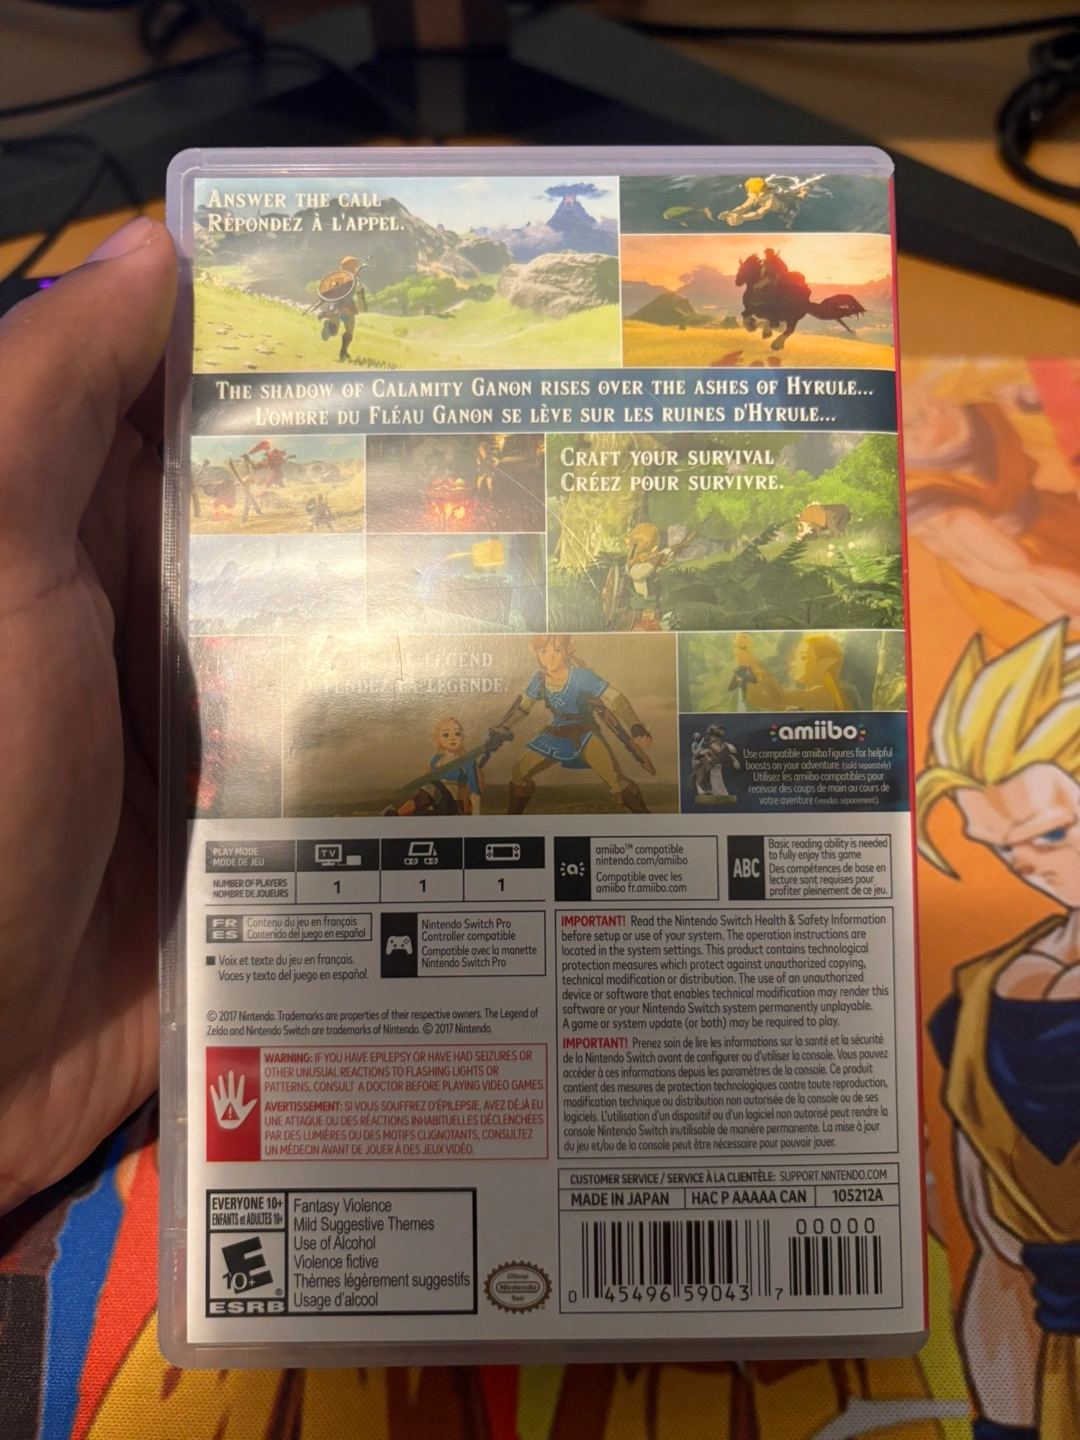 ANSWER THE CALL
RÉPONDEZ À L'APPEL.
THE SHADOW OF CALAMITY GANON RISES OVER THE ASHES OF HYRULE...
L'OMBRE DU FLÉAU GANON SE LÈVE SUR LES RUINES D'HYRULE...
CRAFT YOUR SURVIVAL
CRÉEZ POUR SURVIVRE.
LEGEND
LA LÉGENDE.
amiibo
Use compatible amiibo figures for helpful
boosts on your adventure. (sold separately)
Utilisez les amiibo compatibles pour
recevoir des coups de main au cours de
votre aventure (vendus séparément).
PLAY MODE
MODE DE JEU
TV
NUMBER OF PLAYERS
NOMBRE DE JOUEURS
1
1
1
amiibo™ compatible
nintendo.com/amiibo
Compatible avec les
amiibo fr.amiibo.com
ABC
Basic reading ability is needed
to fully enjoy this game
Des compétences de base en
lecture sont requises pour
profiter pleinement de ce jeu.
FR
ES
Contenu du jeu en français
Contenido del juego en español
■ Voix et texte du jeu en français.
Voces y texto del juego en español.
Nintendo Switch Pro
Controller compatible
Compatible avec la manette
Nintendo Switch Pro
© 2017 Nintendo. Trademarks are properties of their respective owners. The Legend of
Zelda and Nintendo Switch are trademarks of Nintendo. © 2017 Nintendo.
WARNING: IF YOU HAVE EPILEPSY OR HAVE HAD SEIZURES OR
OTHER UNUSUAL REACTIONS TO FLASHING LIGHTS OR
PATTERNS, CONSULT A DOCTOR BEFORE PLAYING VIDEO GAMES.
AVERTISSEMENT: SI VOUS SOUFFREZ D'ÉPILEPSIE, AVEZ DÉJÀ EU
UNE ATTAQUE OU DES RÉACTIONS INHABITUELLES DÉCLENCHÉES
PAR DES LUMIÈRES OU DES MOTIFS CLIGNOTANTS, CONSULTEZ
UN MÉDECIN AVANT DE JOUER À DES JEUX VIDÉO.
IMPORTANT! Read the Nintendo Switch Health & Safety Information
before setup or use of your system. The operation instructions are
located in the system settings. This product contains technological
protection measures which protect against unauthorized copying,
technical modification or distribution. The use of an unauthorized
device or software that enables technical modification may render this
software or your Nintendo Switch system permanently unplayable.
A game or system update (or both) may be required to play.
IMPORTANT! Prenez soin de lire les informations sur la santé et la sécurité
de la Nintendo Switch avant de configurer ou d'utiliser la console. Vous pouvez
accéder à ces informations depuis les paramètres de la console. Ce produit
contient des mesures de protection technologiques contre toute reproduction,
modification technique ou distribution non autorisée de la console ou de ses
logiciels. L'utilisation d'un dispositif ou d'un logiciel non autorisé peut rendre la
console Nintendo Switch inutilisable de manière permanente. La mise à jour
du jeu et/ou de la console peut être nécessaire pour pouvoir jouer.
CUSTOMER SERVICE / SERVICE À LA CLIENTÈLE: SUPPORT.NINTENDO.COM
MADE IN JAPAN HAC P AAAAA CAN 105212A
EVERYONE 10+
ENFANTS et ADULTES 10+
E
10+
®
ESRB
Fantasy Violence
Mild Suggestive Themes
Use of Alcohol
Violence fictive
Thèmes légèrement suggestifs
Usage d'alcool
Official
Nintendo
Seal
00000
0 45496 59043 7